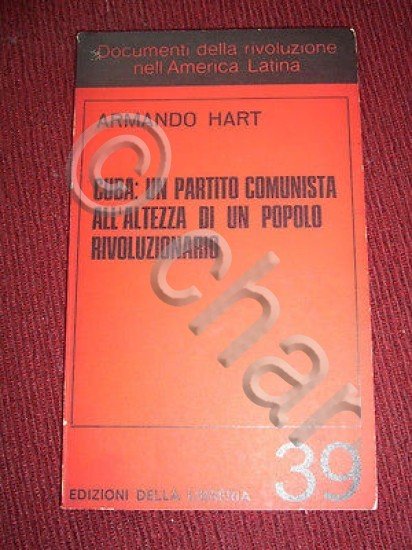 Documenti della rivoluzione
nell'America Latina
ARMANDO HART
CUBA: UN PARTITO COMUNISTA
ALL'ALTEZZA DI UN POPOLO
RIVOLUZIONARIO
© char
39
EDIZIONI DELLA LIBRERIA